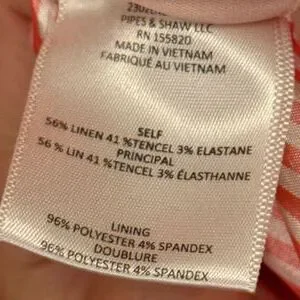 PIPES & SHAW LLC
RN 155820
MADE IN VIETNAM
FABRIQUÉ AU VIETNAM
SELF
56% LINEN 41 %TENCEL 3% ELASTANE
PRINCIPAL
56 % LIN 41 %TENCEL 3% ÉLASTHANNE
LINING
96% POLYESTER 4% SPANDEX
DOUBLURE
96% POLYESTER 4% SPANDEX